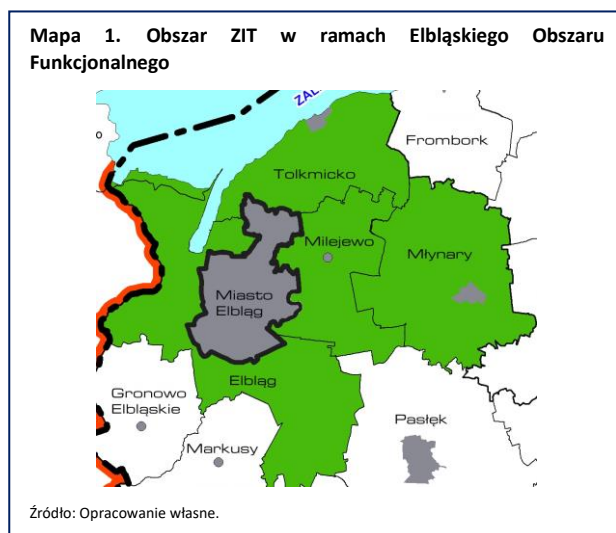 Mapa 1. Obszar ZIT w ramach Elbląskiego Obszaru
Funkcjonalnego
ZAL
Frombork
Tolkmicko
Milejewo
Młynary
Miasto
Elbląg
Elbląg
Gronowo
Elbląskie
Pasłęk
Markusy
Źródło: Opracowanie własne.